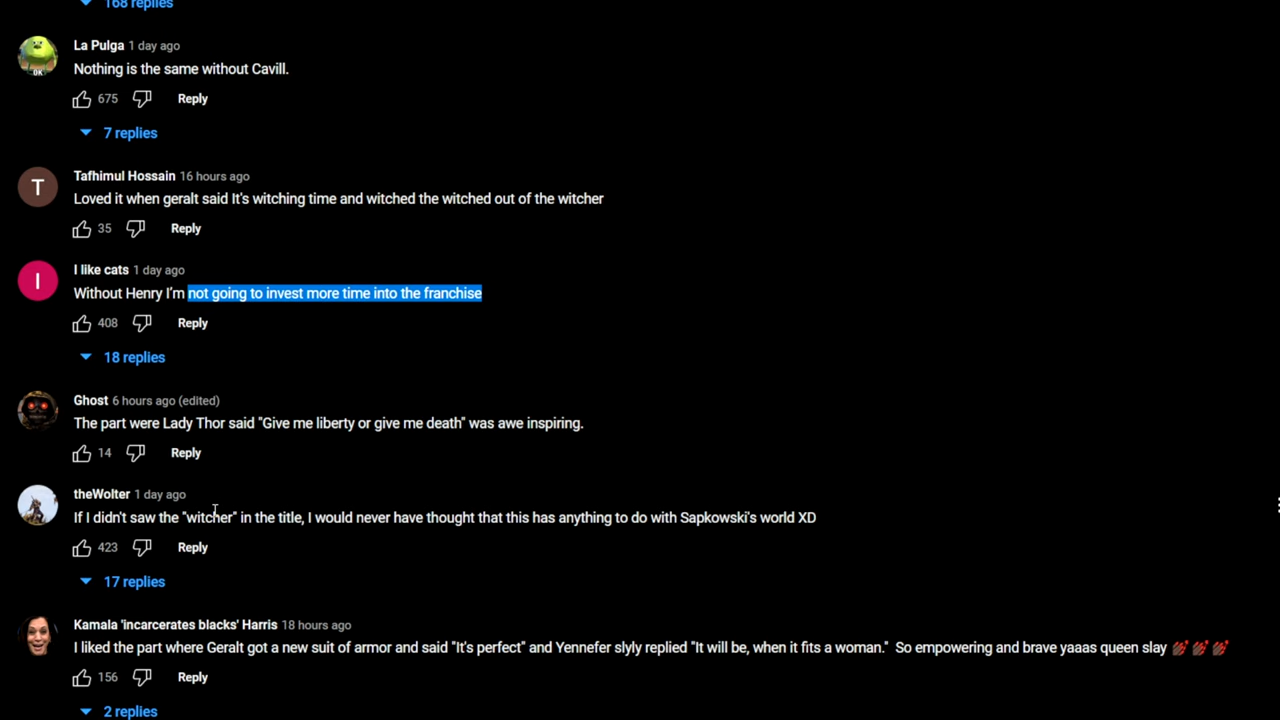 168 replies
La Pulga 1 day ago
Nothing is the same without Cavill.
675 Reply
7 replies
Tafhimul Hossain 16 hours ago
T
Loved it when geralt said It's witching time and witched the witched out of the witcher
35 Reply
I like cats 1 day ago
I
Without Henry I'm not going to invest more time into the franchise
408 Reply
18 replies
Ghost 6 hours ago (edited)
The part were Lady Thor said "Give me liberty or give me death" was awe inspiring.
14 Reply
theWolter 1 day ago
If I didn't saw the "witcher" in the title, I would never have thought that this has anything to do with Sapkowski's world XD
423 Reply
17 replies
Kamala 'incarcerates blacks' Harris 18 hours ago
I liked the part where Geralt got a new suit of armor and said "It's perfect" and Yennefer slyly replied "It will be, when it fits a woman." So empowering and brave yaaas queen slay 💅🏿💅🏿💅🏿
156 Reply
2 replies